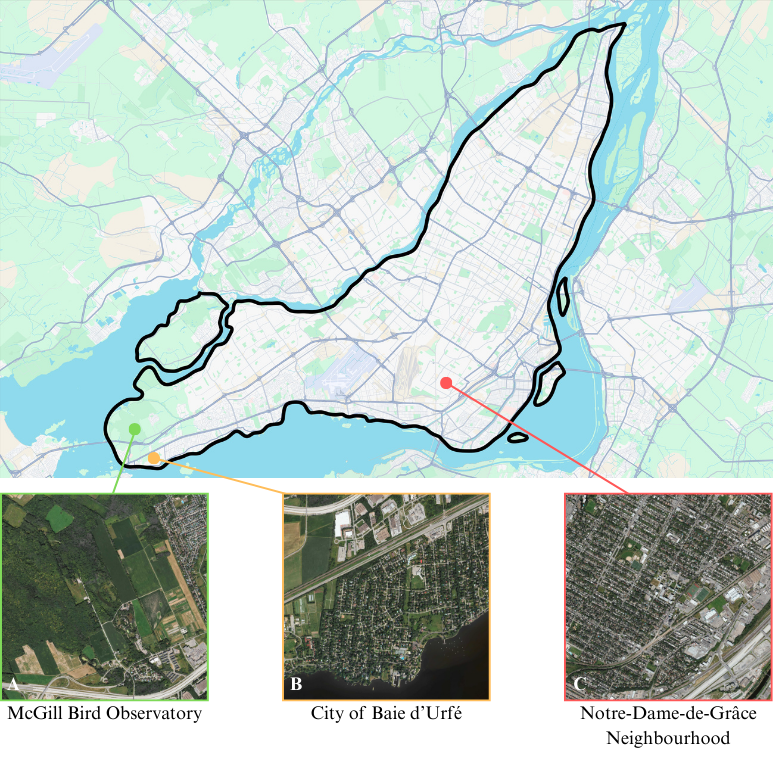 A
B
C
McGill Bird Observatory
City of Baie d’Urfé
Notre-Dame-de-Grâce
Neighbourhood